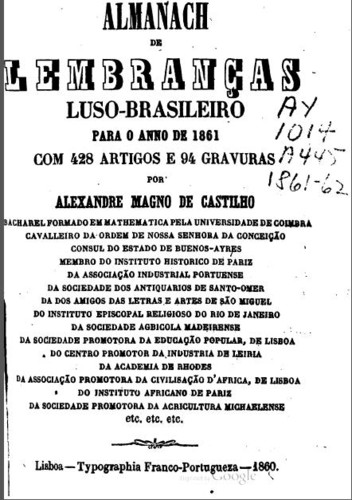 ALMANACH
DE
LEMBRANÇAS
LUSO-BRASILEIRO
PARA O ANNO DE 1861
COM 428 ARTIGOS E 94 GRAVURAS
POR
ALEXANDRE MAGNO DE CASTILHO
AY
1014
A445
1861-62
BACHAREL FORMADO EM MATHEMATICA PELA UNIVERSIDADE DE COIMBRA
CAVALLEIRO DA ORDEM DE NOSSA SENHORA DA CONCEIÇÃO
CONSUL DO ESTADO DE BUENOS-AYRES
MEMBRO DO INSTITUTO HISTORICO DE PARIZ
DA ASSOCIAÇÃO INDUSTRIAL PORTUENSE
DA SOCIEDADE DOS ANTIQUARIOS DE SANTO-OMER
DA DOS AMIGOS DAS LETRAS E ARTES DE SÃO MIGUEL
DO INSTITUTO EPISCOPAL RELIGIOSO DO RIO DE JANEIRO
DA SOCIEDADE AGRICOLA MADEIRENSE
DA SOCIEDADE PROMOTORA DA EDUCAÇÃO POPULAR, DE LISBOA
DO CENTRO PROMOTOR DA INDUSTRIA DE LEIRIA
DA ACADEMIA DE RHODES
DA ASSOCIAÇÃO PROMOTORA DA CIVILISAÇÃO D'AFRICA, DE LISBOA
DO INSTITUTO AFRICANO DE PARIZ
DA SOCIEDADE PROMOTORA DA AGRICULTURA MICHAELENSE
etc. etc. etc.
Lisboa—Typographia Franco-Portugueza—1860.
Google